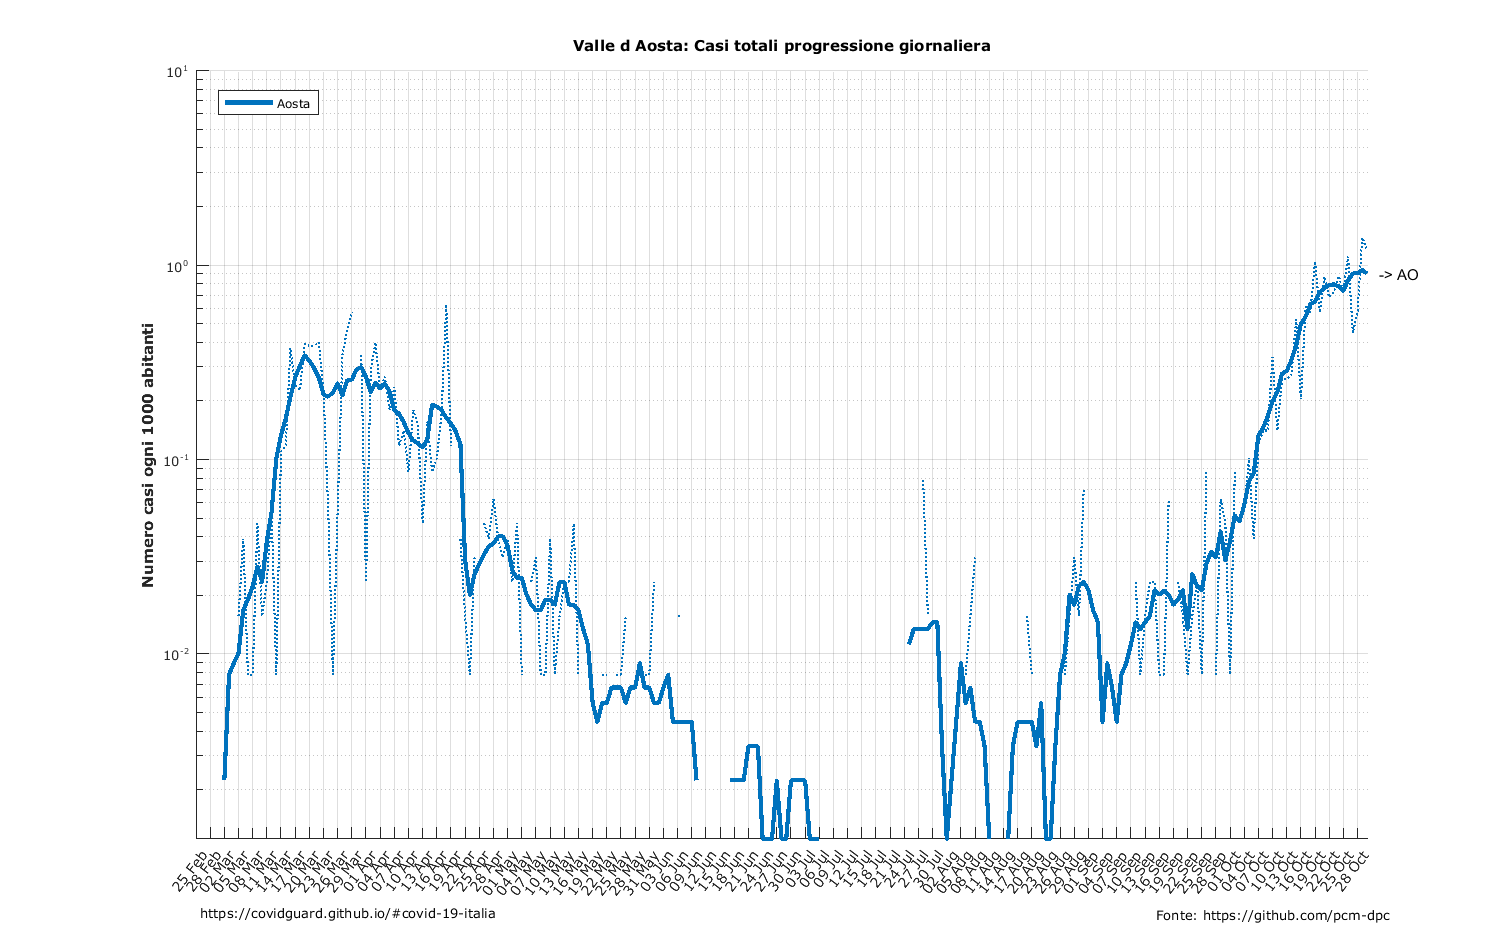 Valle d Aosta: Casi totali progressione giornaliera
10¹
Aosta
10⁰
-> AO
Numero casi ogni 1000 abitanti
10⁻¹
10⁻²
25 Feb
28 Feb
02 Mar
05 Mar
08 Mar
11 Mar
14 Mar
17 Mar
20 Mar
23 Mar
26 Mar
29 Mar
01 Apr
04 Apr
07 Apr
10 Apr
13 Apr
16 Apr
19 Apr
22 Apr
25 Apr
28 Apr
01 May
04 May
07 May
10 May
13 May
16 May
19 May
22 May
25 May
28 May
31 May
03 Jun
06 Jun
09 Jun
12 Jun
15 Jun
18 Jun
21 Jun
24 Jun
27 Jun
30 Jun
03 Jul
06 Jul
09 Jul
12 Jul
15 Jul
18 Jul
21 Jul
24 Jul
27 Jul
30 Jul
02 Aug
05 Aug
08 Aug
11 Aug
14 Aug
17 Aug
20 Aug
23 Aug
26 Aug
29 Aug
01 Sep
04 Sep
07 Sep
10 Sep
13 Sep
16 Sep
19 Sep
22 Sep
25 Sep
28 Sep
01 Oct
04 Oct
07 Oct
10 Oct
13 Oct
16 Oct
19 Oct
22 Oct
25 Oct
28 Oct
https://covidguard.github.io/#covid-19-italia
Fonte: https://github.com/pcm-dpc